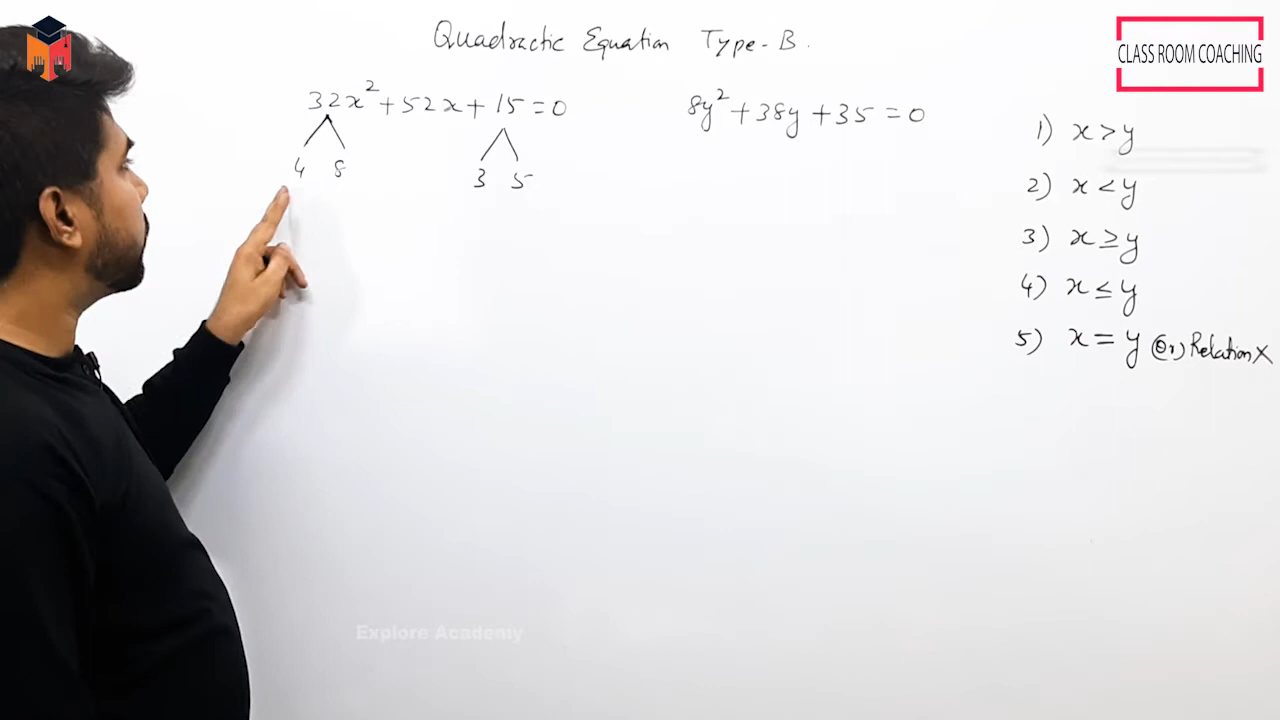 Quadractic Equation Type-B.
CLASS ROOM COACHING
32x²+52x+15=0
8y²+38y+35=0
4 8
3 5
1) x>y
2) x<y
3) x≥y
4) x≤y
5) x=y (or) Relation X
Explore Academy